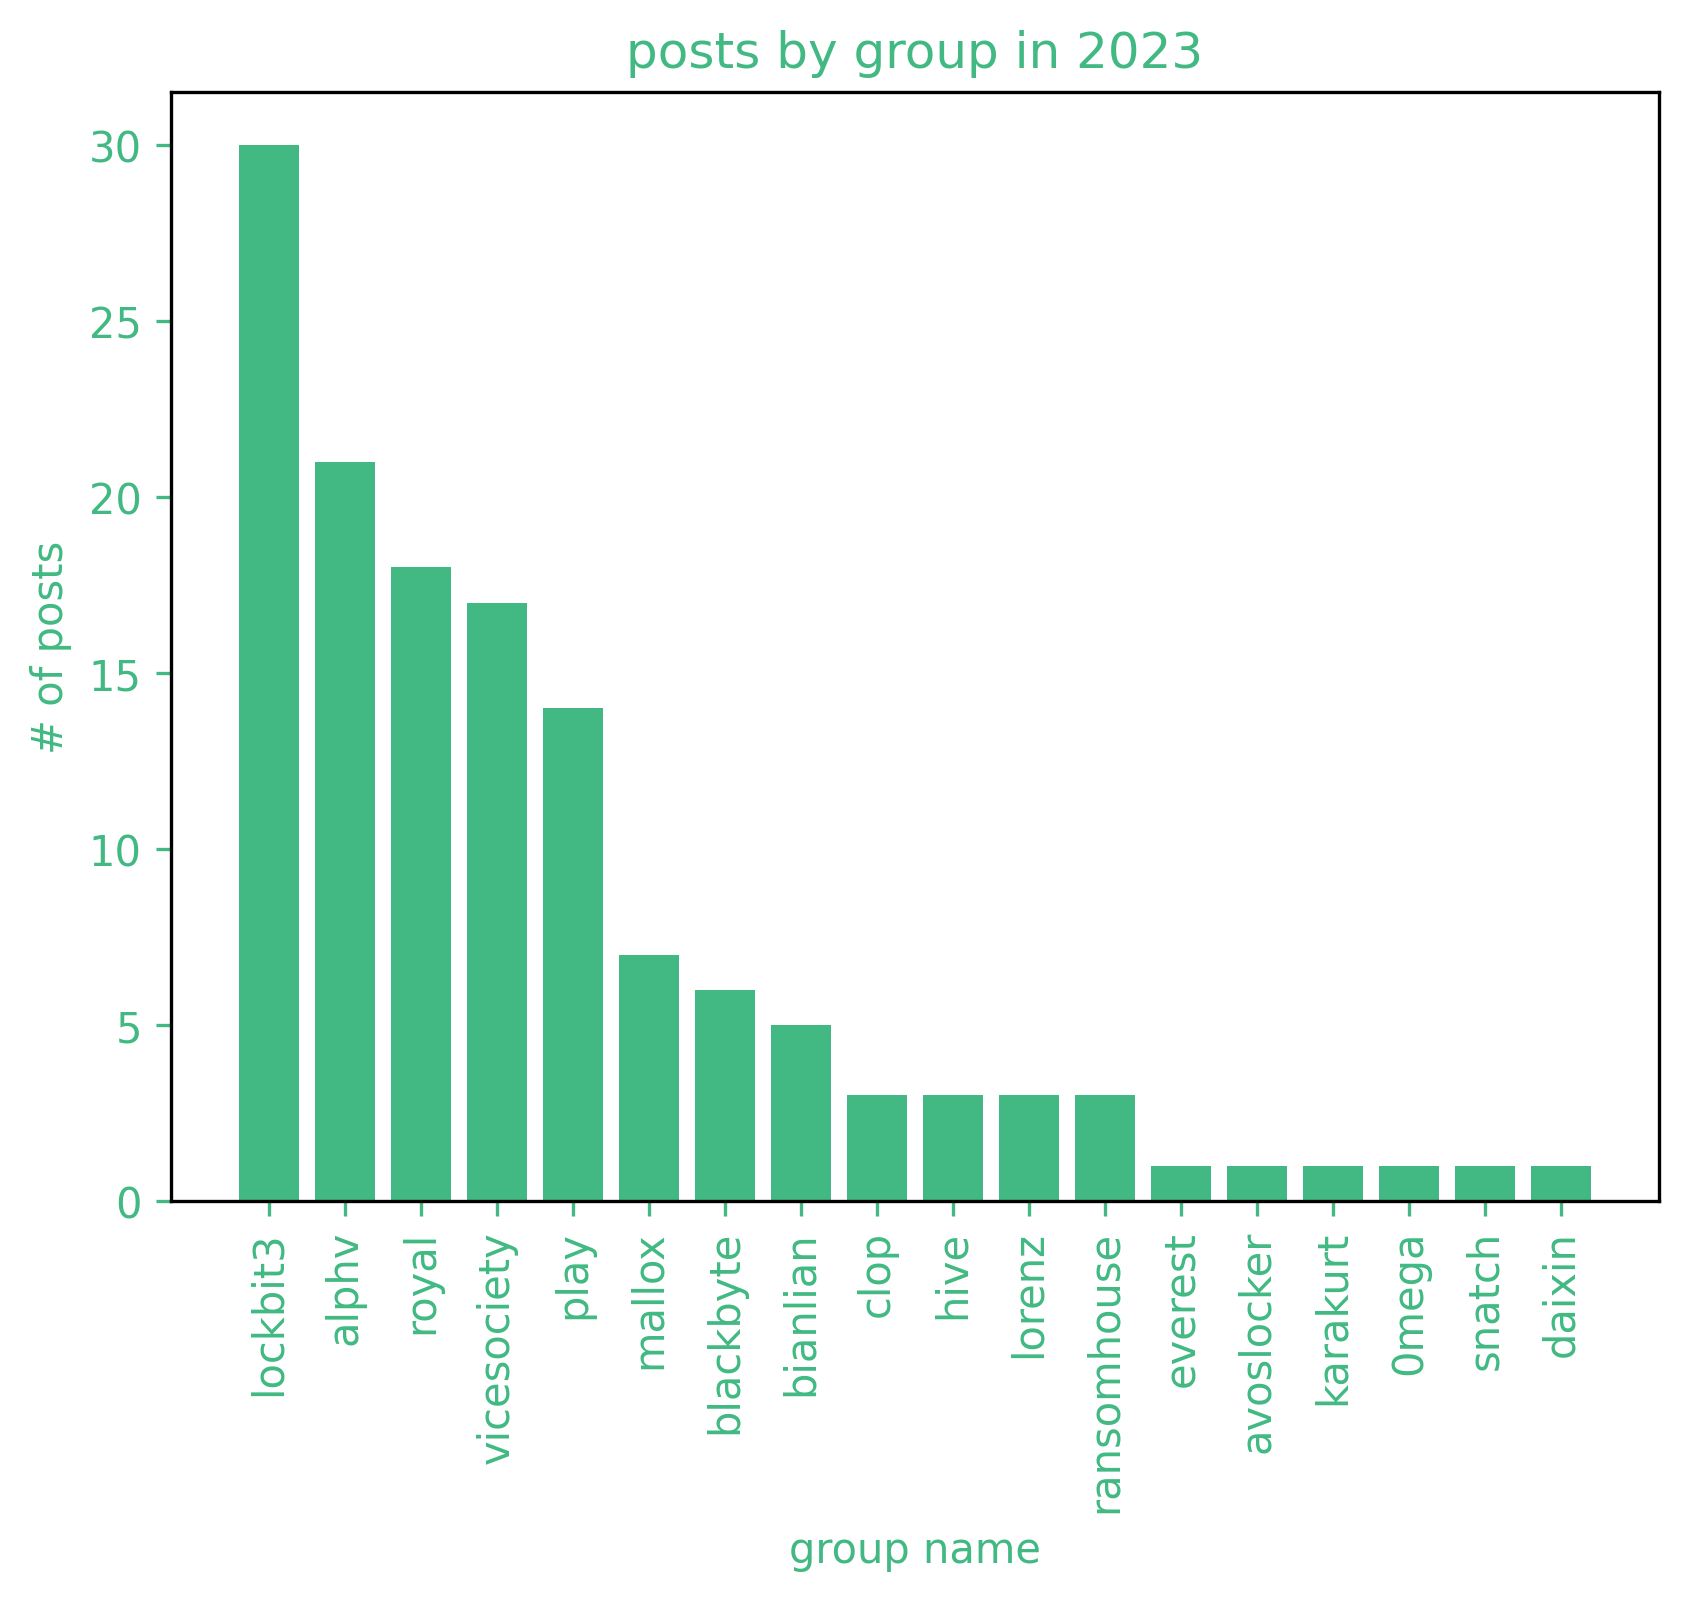 posts by group in 2023
30
25
20
15
10
5
0
# of posts
lockbit3
alphv
royal
vicesociety
play
mallox
blackbyte
bianlian
clop
hive
lorenz
ransomhouse
everest
avoslocker
karakurt
0mega
snatch
daixin
group name